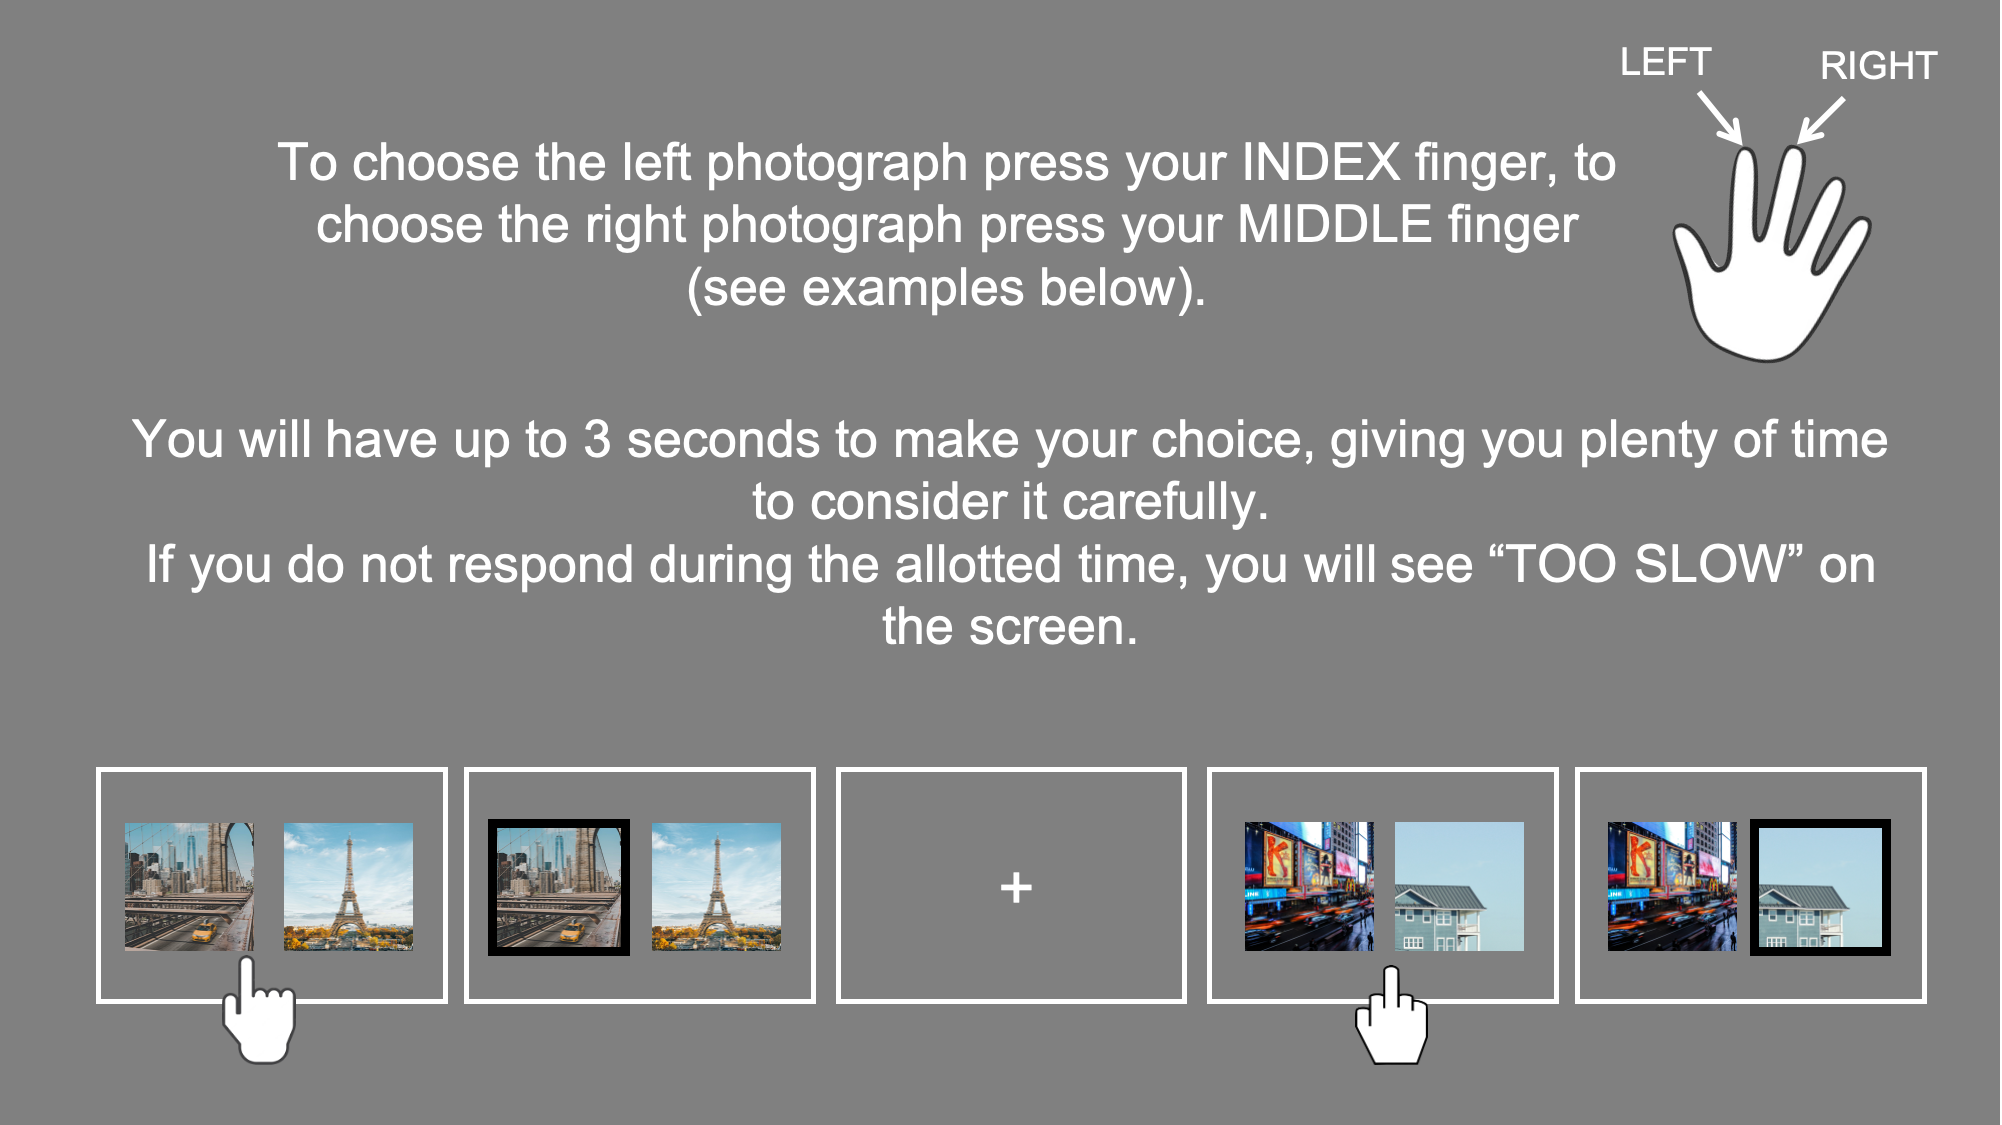 LEFT
RIGHT
To choose the left photograph press your INDEX finger, to
choose the right photograph press your MIDDLE finger
(see examples below).
You will have up to 3 seconds to make your choice, giving you plenty of time
to consider it carefully.
If you do not respond during the allotted time, you will see “TOO SLOW” on
the screen.
+